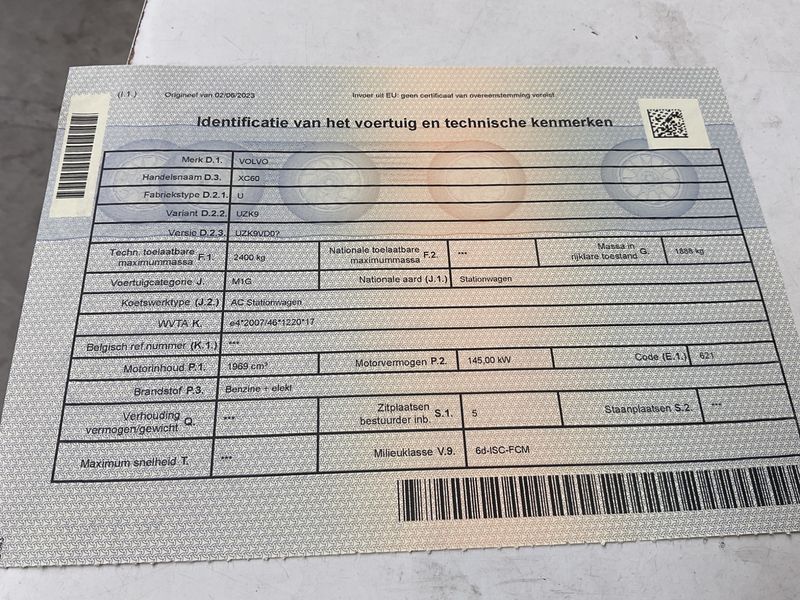 (I.1.) Origineel van 02/06/2023 Invoer uit EU: geen certificaat van overeenstemming vereist
Identificatie van het voertuig en technische kenmerken
Merk D.1. VOLVO
Handelsnaam D.3. XC60
Fabriekstype D.2.1. U
Variant D.2.2. UZK9
Versie D.2.3. UZK9VD0?
Techn. toelaatbare maximummassa F.1. 2400 kg Nationale toelaatbare maximummassa F.2. *** Massa in rijklare toestand G. 1888 kg
Voertuigcategorie J. M1G Nationale aard (J.1.) Stationwagen
Koetswerktype (J.2.) AC Stationwagen
WVTA K. e4*2007/46*1220*17
Belgisch ref.nummer (K.1.) ***
Motorinhoud P.1. 1969 cm³ Motorvermogen P.2. 145,00 kW Code (E.1.) 621
Brandstof P.3. Benzine + elekt
Verhouding vermogen/gewicht Q. *** Zitplaatsen bestuurder inb. S.1. 5 Staanplaatsen S.2. ***
Maximum snelheid T. *** Milieuklasse V.9. 6d-ISC-FCM